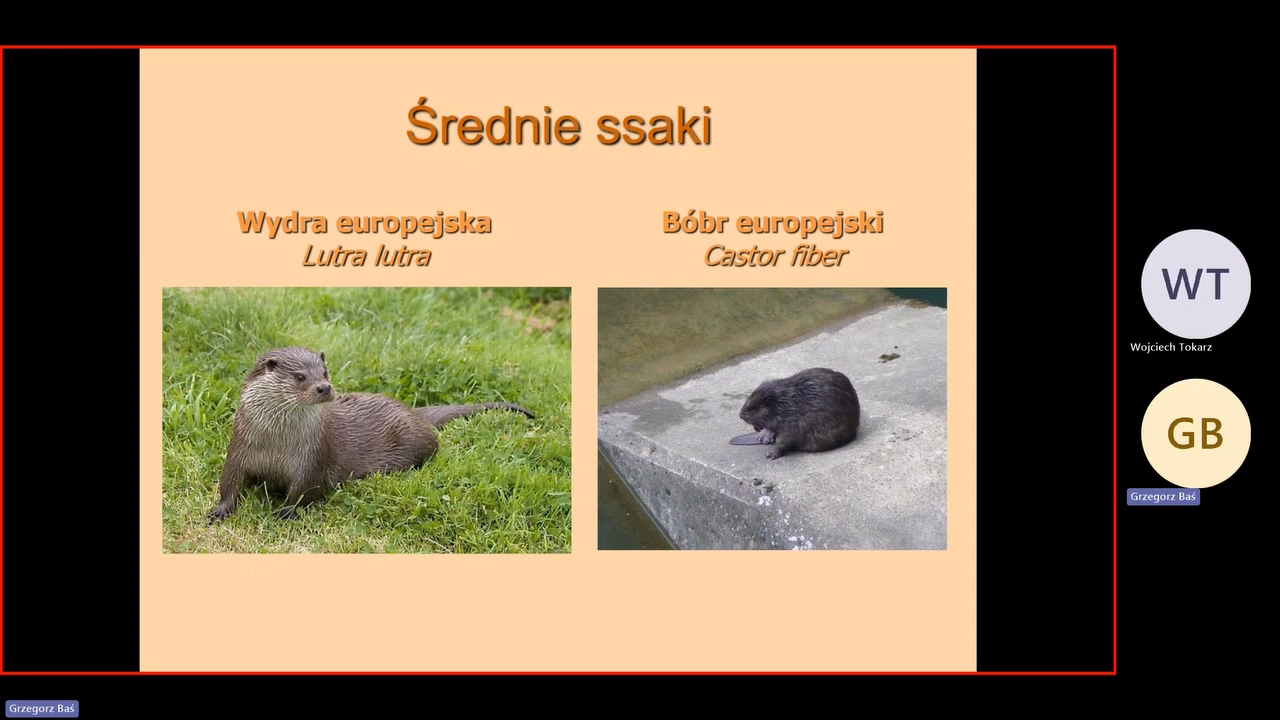 Średnie ssaki
Wydra europejska
Lutra lutra
Bóbr europejski
Castor fiber
WT
Wojciech Tokarz
GB
Grzegorz Baś
Grzegorz Baś